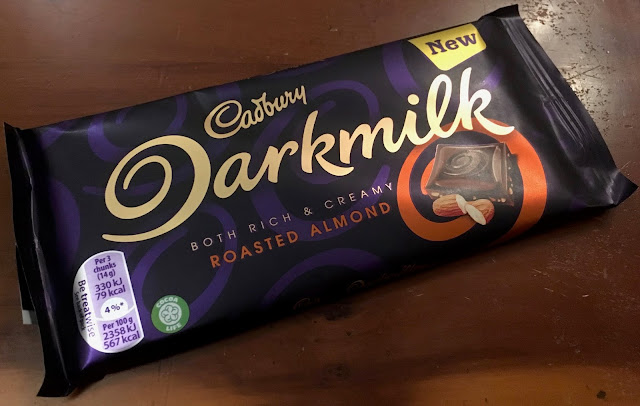 New
Cadbury
Darkmilk
BOTH RICH & CREAMY
ROASTED ALMOND
Be treatwise
Per 3
chunks
(14g)
330 kJ
79 kcal
4%*
Per 100g
2358 kJ
567 kcal
COCOA
LIFE